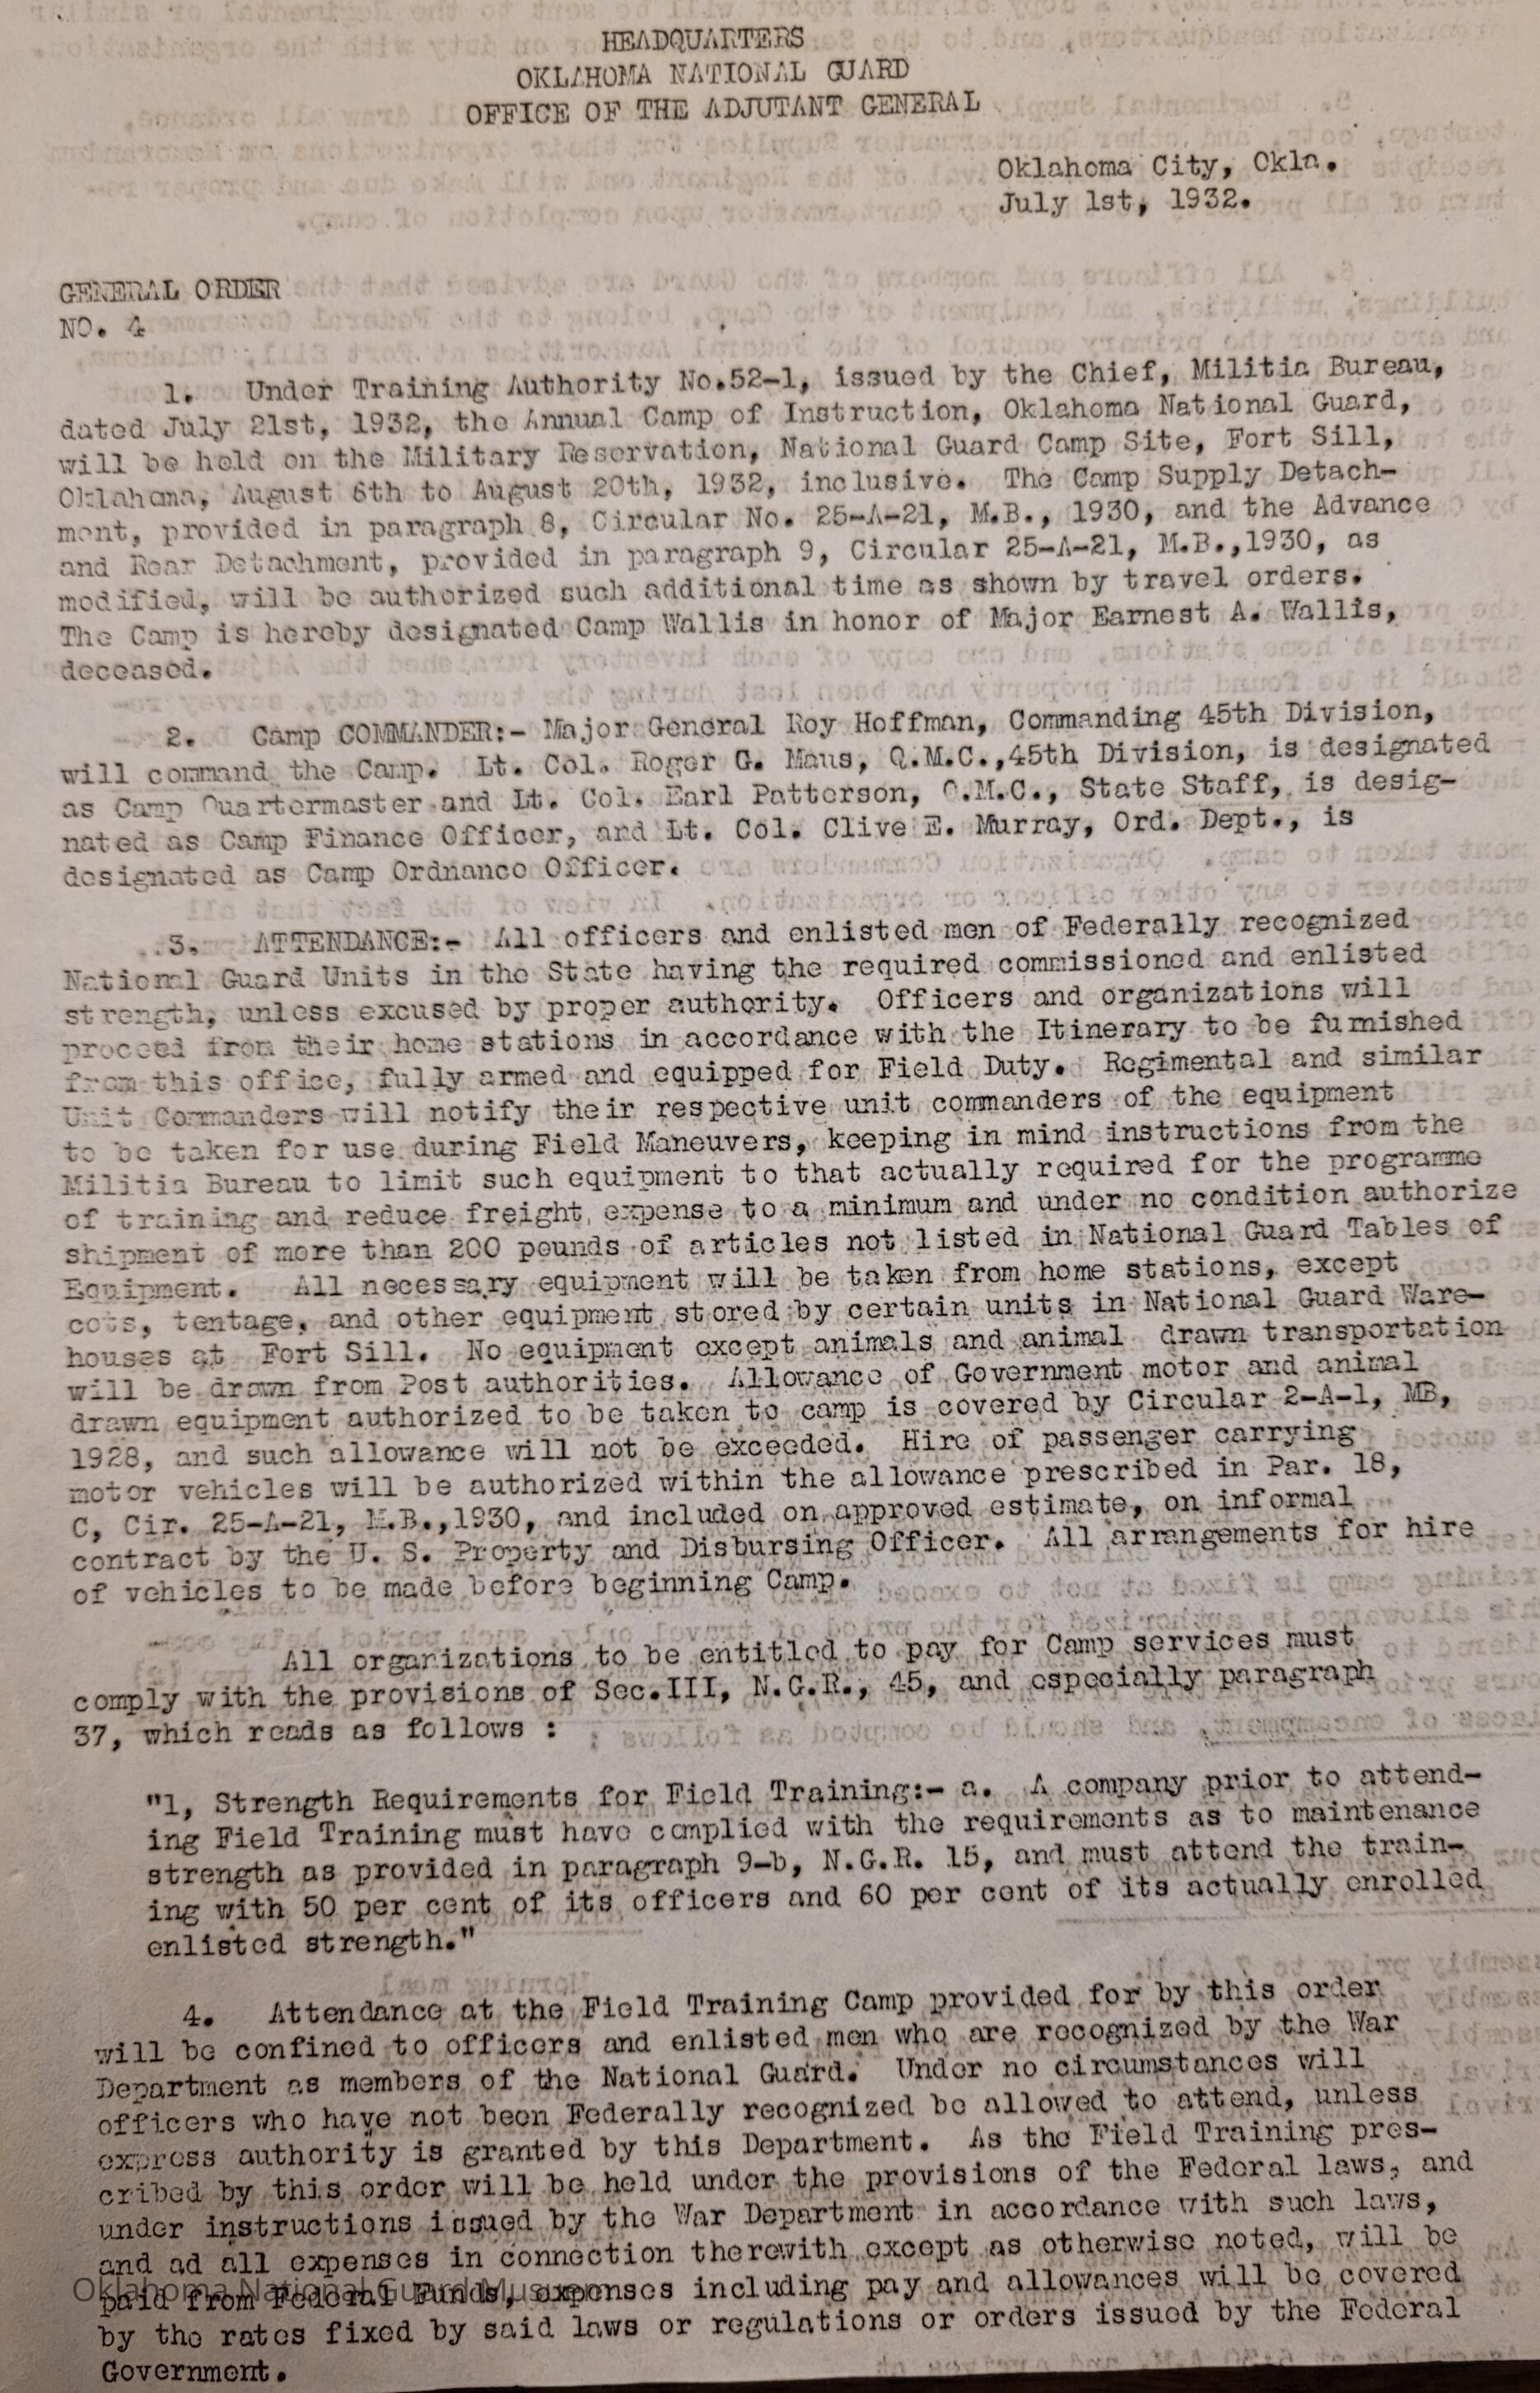 HEADQUARTERS
OKLAHOMA NATIONAL GUARD
OFFICE OF THE ADJUTANT GENERAL
Oklahoma City, Okla.
July 1st, 1932.
GENERAL ORDER
NO. 4
1. Under Training Authority No.52-1, issued by the Chief, Militia Bureau,
dated July 21st, 1932, the Annual Camp of Instruction, Oklahoma National Guard,
will be held on the Military Reservation, National Guard Camp Site, Fort Sill,
Oklahoma, August 6th to August 20th, 1932, inclusive. The Camp Supply Detach-
ment, provided in paragraph 8, Circular No. 25-A-21, M.B., 1930, and the Advance
and Rear Detachment, provided in paragraph 9, Circular 25-A-21, M.B.,1930, as
modified, will be authorized such additional time as shown by travel orders.
The Camp is hereby designated Camp Wallis in honor of Major Earnest A. Wallis,
deceased.
2. Camp COMMANDER:- Major General Roy Hoffman, Commanding 45th Division,
will command the Camp. Lt. Col. Roger G. Maus, Q.M.C.,45th Division, is designated
as Camp Quartermaster and Lt. Col. Earl Patterson, Q.M.C., State Staff, is desig-
nated as Camp Finance Officer, and Lt. Col. Clive E. Murray, Ord. Dept., is
designated as Camp Ordnance Officer.
3. ATTENDANCE:- All officers and enlisted men of Federally recognized
National Guard Units in the State having the required commissioned and enlisted
strength, unless excused by proper authority. Officers and organizations will
proceed from their home stations in accordance with the Itinerary to be furnished
from this office, fully armed and equipped for Field Duty. Regimental and similar
Unit Commanders will notify their respective unit commanders of the equipment
to be taken for use during Field Maneuvers, keeping in mind instructions from the
Militia Bureau to limit such equipment to that actually required for the programme
of training and reduce freight expense to a minimum and under no condition authorize
shipment of more than 200 pounds of articles not listed in National Guard Tables of
Equipment. All necessary equipment will be taken from home stations, except
cots, tentage, and other equipment stored by certain units in National Guard Ware-
houses at Fort Sill. No equipment except animals and animal drawn transportation
will be drawn from Post authorities. Allowance of Government motor and animal
drawn equipment authorized to be taken to camp is covered by Circular 2-A-1, MB,
1928, and such allowance will not be exceeded. Hire of passenger carrying
motor vehicles will be authorized within the allowance prescribed in Par. 18,
C, Cir. 25-A-21, M.B.,1930, and included on approved estimate, on informal
contract by the U. S. Property and Disbursing Officer. All arrangements for hire
of vehicles to be made before beginning Camp.
All organizations to be entitled to pay for Camp services must
comply with the provisions of Sec.III, N.G.R., 45, and especially paragraph
37, which reads as follows :
"1, Strength Requirements for Field Training:- a. A company prior to attend-
ing Field Training must have complied with the requirements as to maintenance
strength as provided in paragraph 9-b, N.G.R. 15, and must attend the train-
ing with 50 per cent of its officers and 60 per cent of its actually enrolled
enlisted strength."
4. Attendance at the Field Training Camp provided for by this order
will be confined to officers and enlisted men who are recognized by the War
Department as members of the National Guard. Under no circumstances will
officers who have not been Federally recognized be allowed to attend, unless
express authority is granted by this Department. As the Field Training pres-
cribed by this order will be held under the provisions of the Federal laws, and
under instructions issued by the War Department in accordance with such laws,
and ad all expenses in connection therewith except as otherwise noted, will be
paid from Federal Funds, expenses including pay and allowances will be covered
by the rates fixed by said laws or regulations or orders issued by the Federal
Government.
Oklahoma National Guard Museum